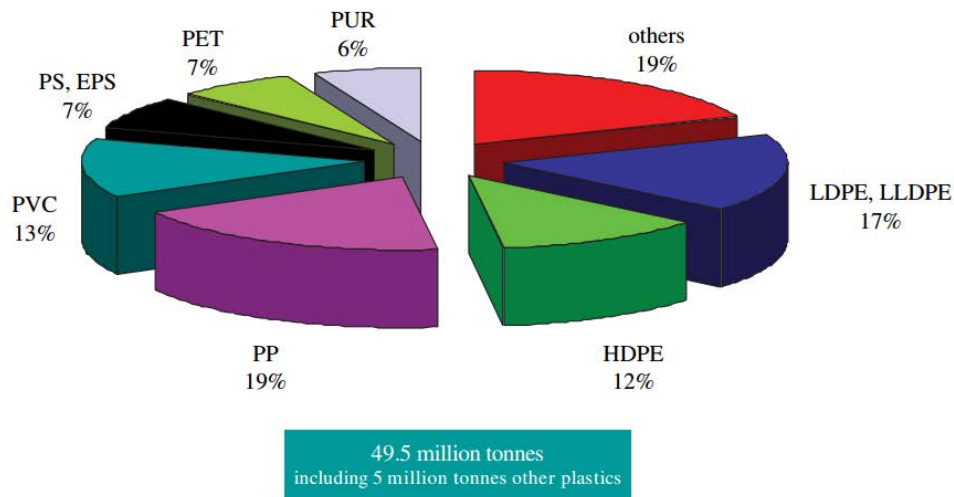 PUR
6%
others
19%
PET
7%
PS, EPS
7%
LDPE, LLDPE
17%
PVC
13%
PP
19%
HDPE
12%
49.5 million tonnes
including 5 million tonnes other plastics